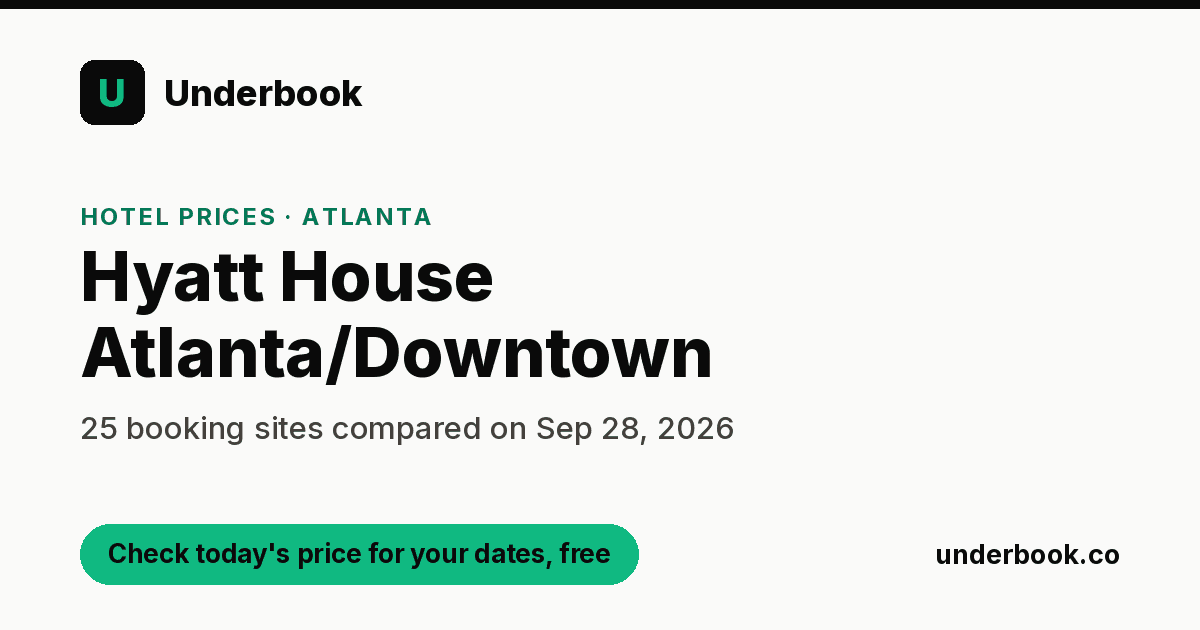 U Underbook
HOTEL PRICES · ATLANTA
Hyatt House
Atlanta/Downtown
25 booking sites compared on Sep 28, 2026
Check today's price for your dates, free
underbook.co